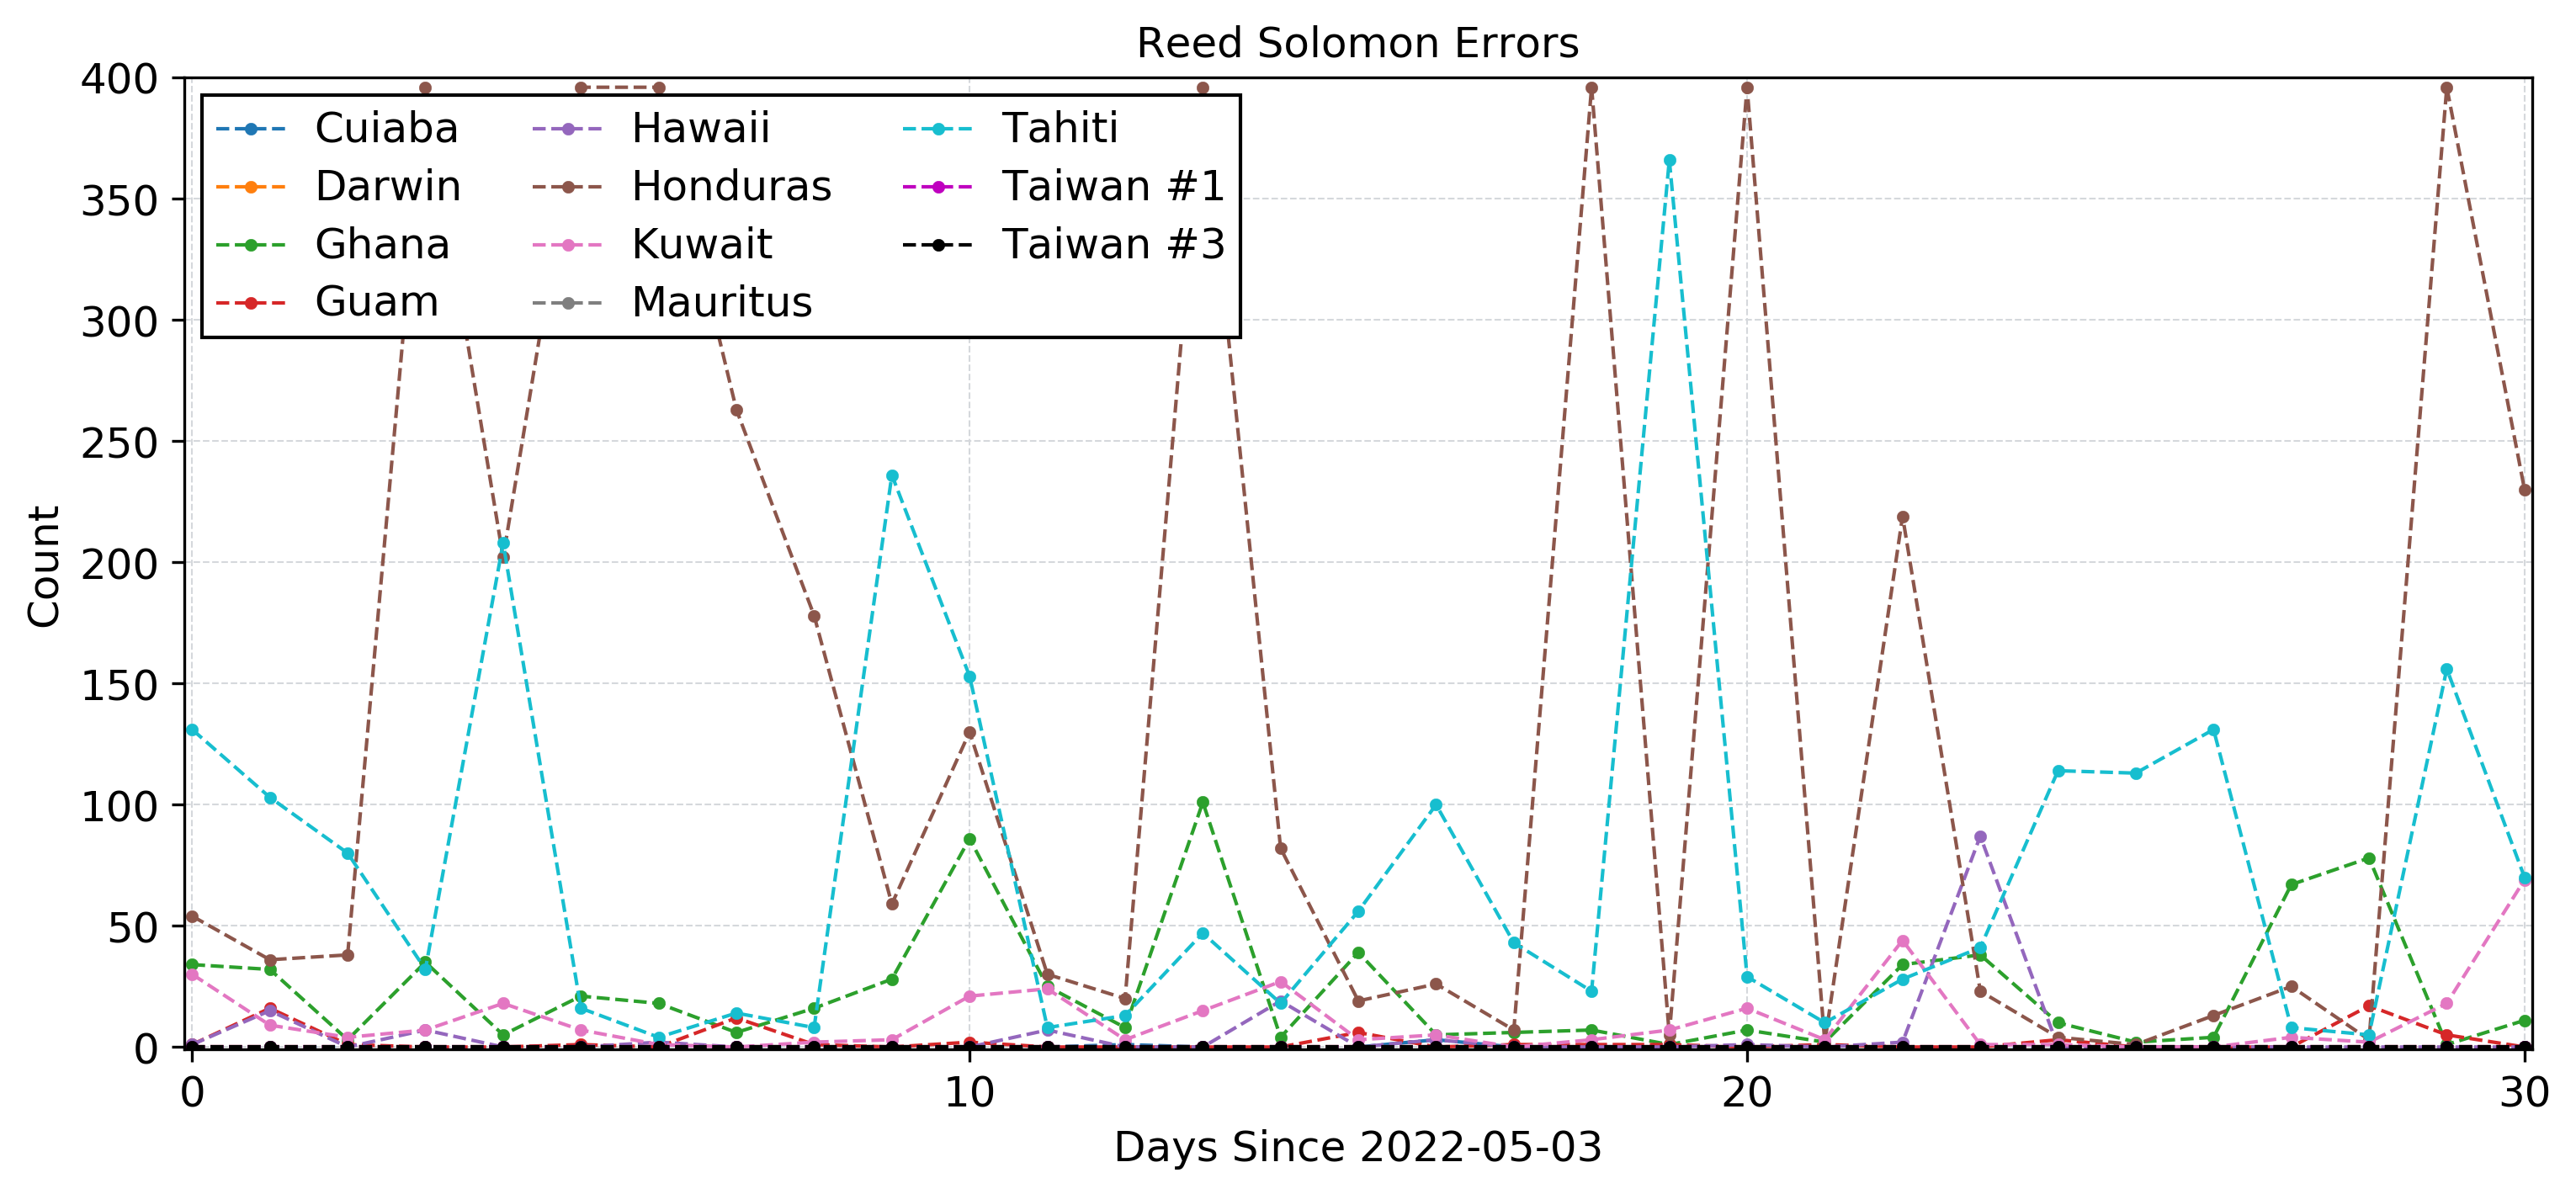 Reed Solomon Errors
400
350
300
250
200
150
100
50
0
Count
Cuiaba
Darwin
Ghana
Guam
Hawaii
Honduras
Kuwait
Mauritus
Tahiti
Taiwan #1
Taiwan #3
0 10 20 30
Days Since 2022-05-03